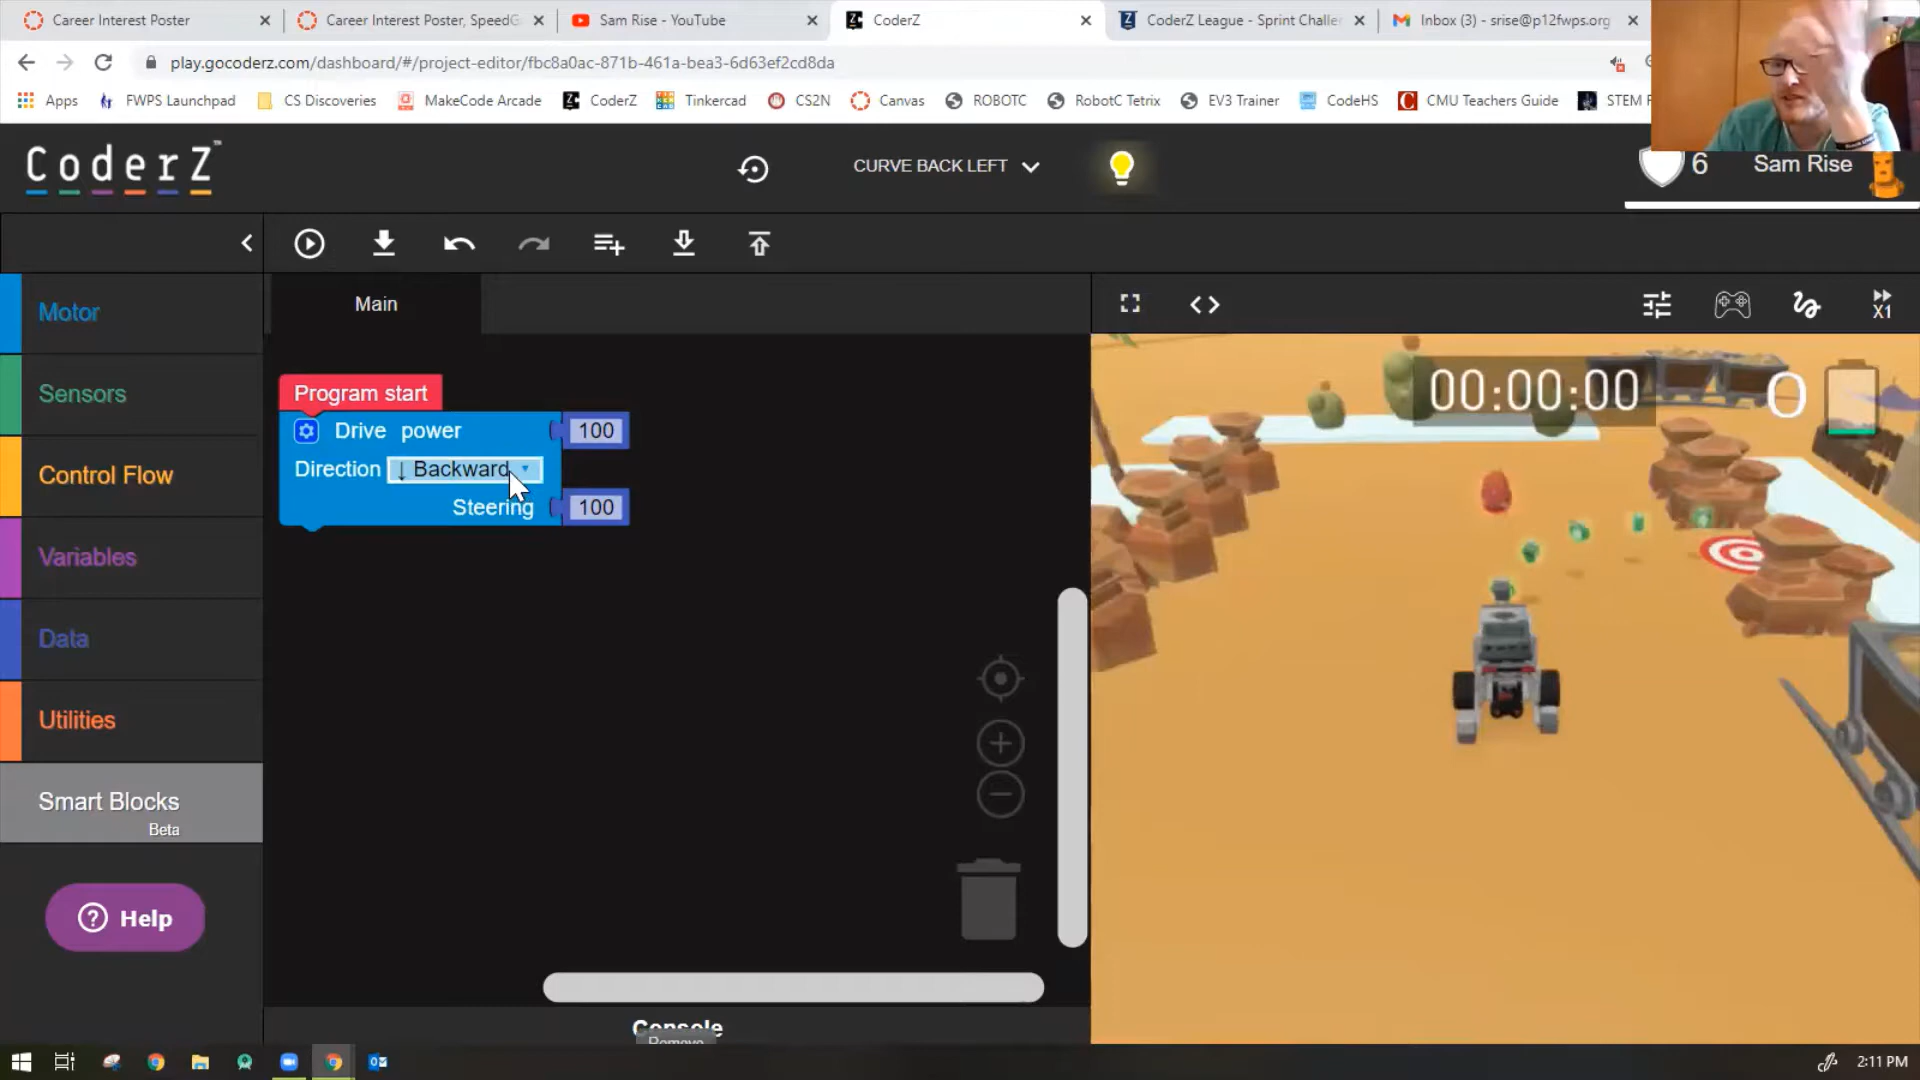 Career Interest Poster
Career Interest Poster, SpeedG
Sam Rise - YouTube
CoderZ
CoderZ League - Sprint Challe
Inbox (3) - srise@p12fwps.org
play.gocoderz.com/dashboard/#/project-editor/fbc8a0ac-871b-461a-bea3-6d63ef2cd8da
Apps
FWPS Launchpad
CS Discoveries
MakeCode Arcade
CoderZ
Tinkercad
CS2N
Canvas
ROBOTC
RobotC Tetrix
EV3 Trainer
CodeHS
CMU Teachers Guide
STEM
CoderZ™
CURVE BACK LEFT
6
Sam Rise
Motor
Sensors
Control Flow
Variables
Data
Utilities
Smart Blocks
Beta
Help
Main
X1
Program start
Drive power 100
Direction ↓ Backward
Steering 100
00:00:00
0
Console
Remove
2:11 PM